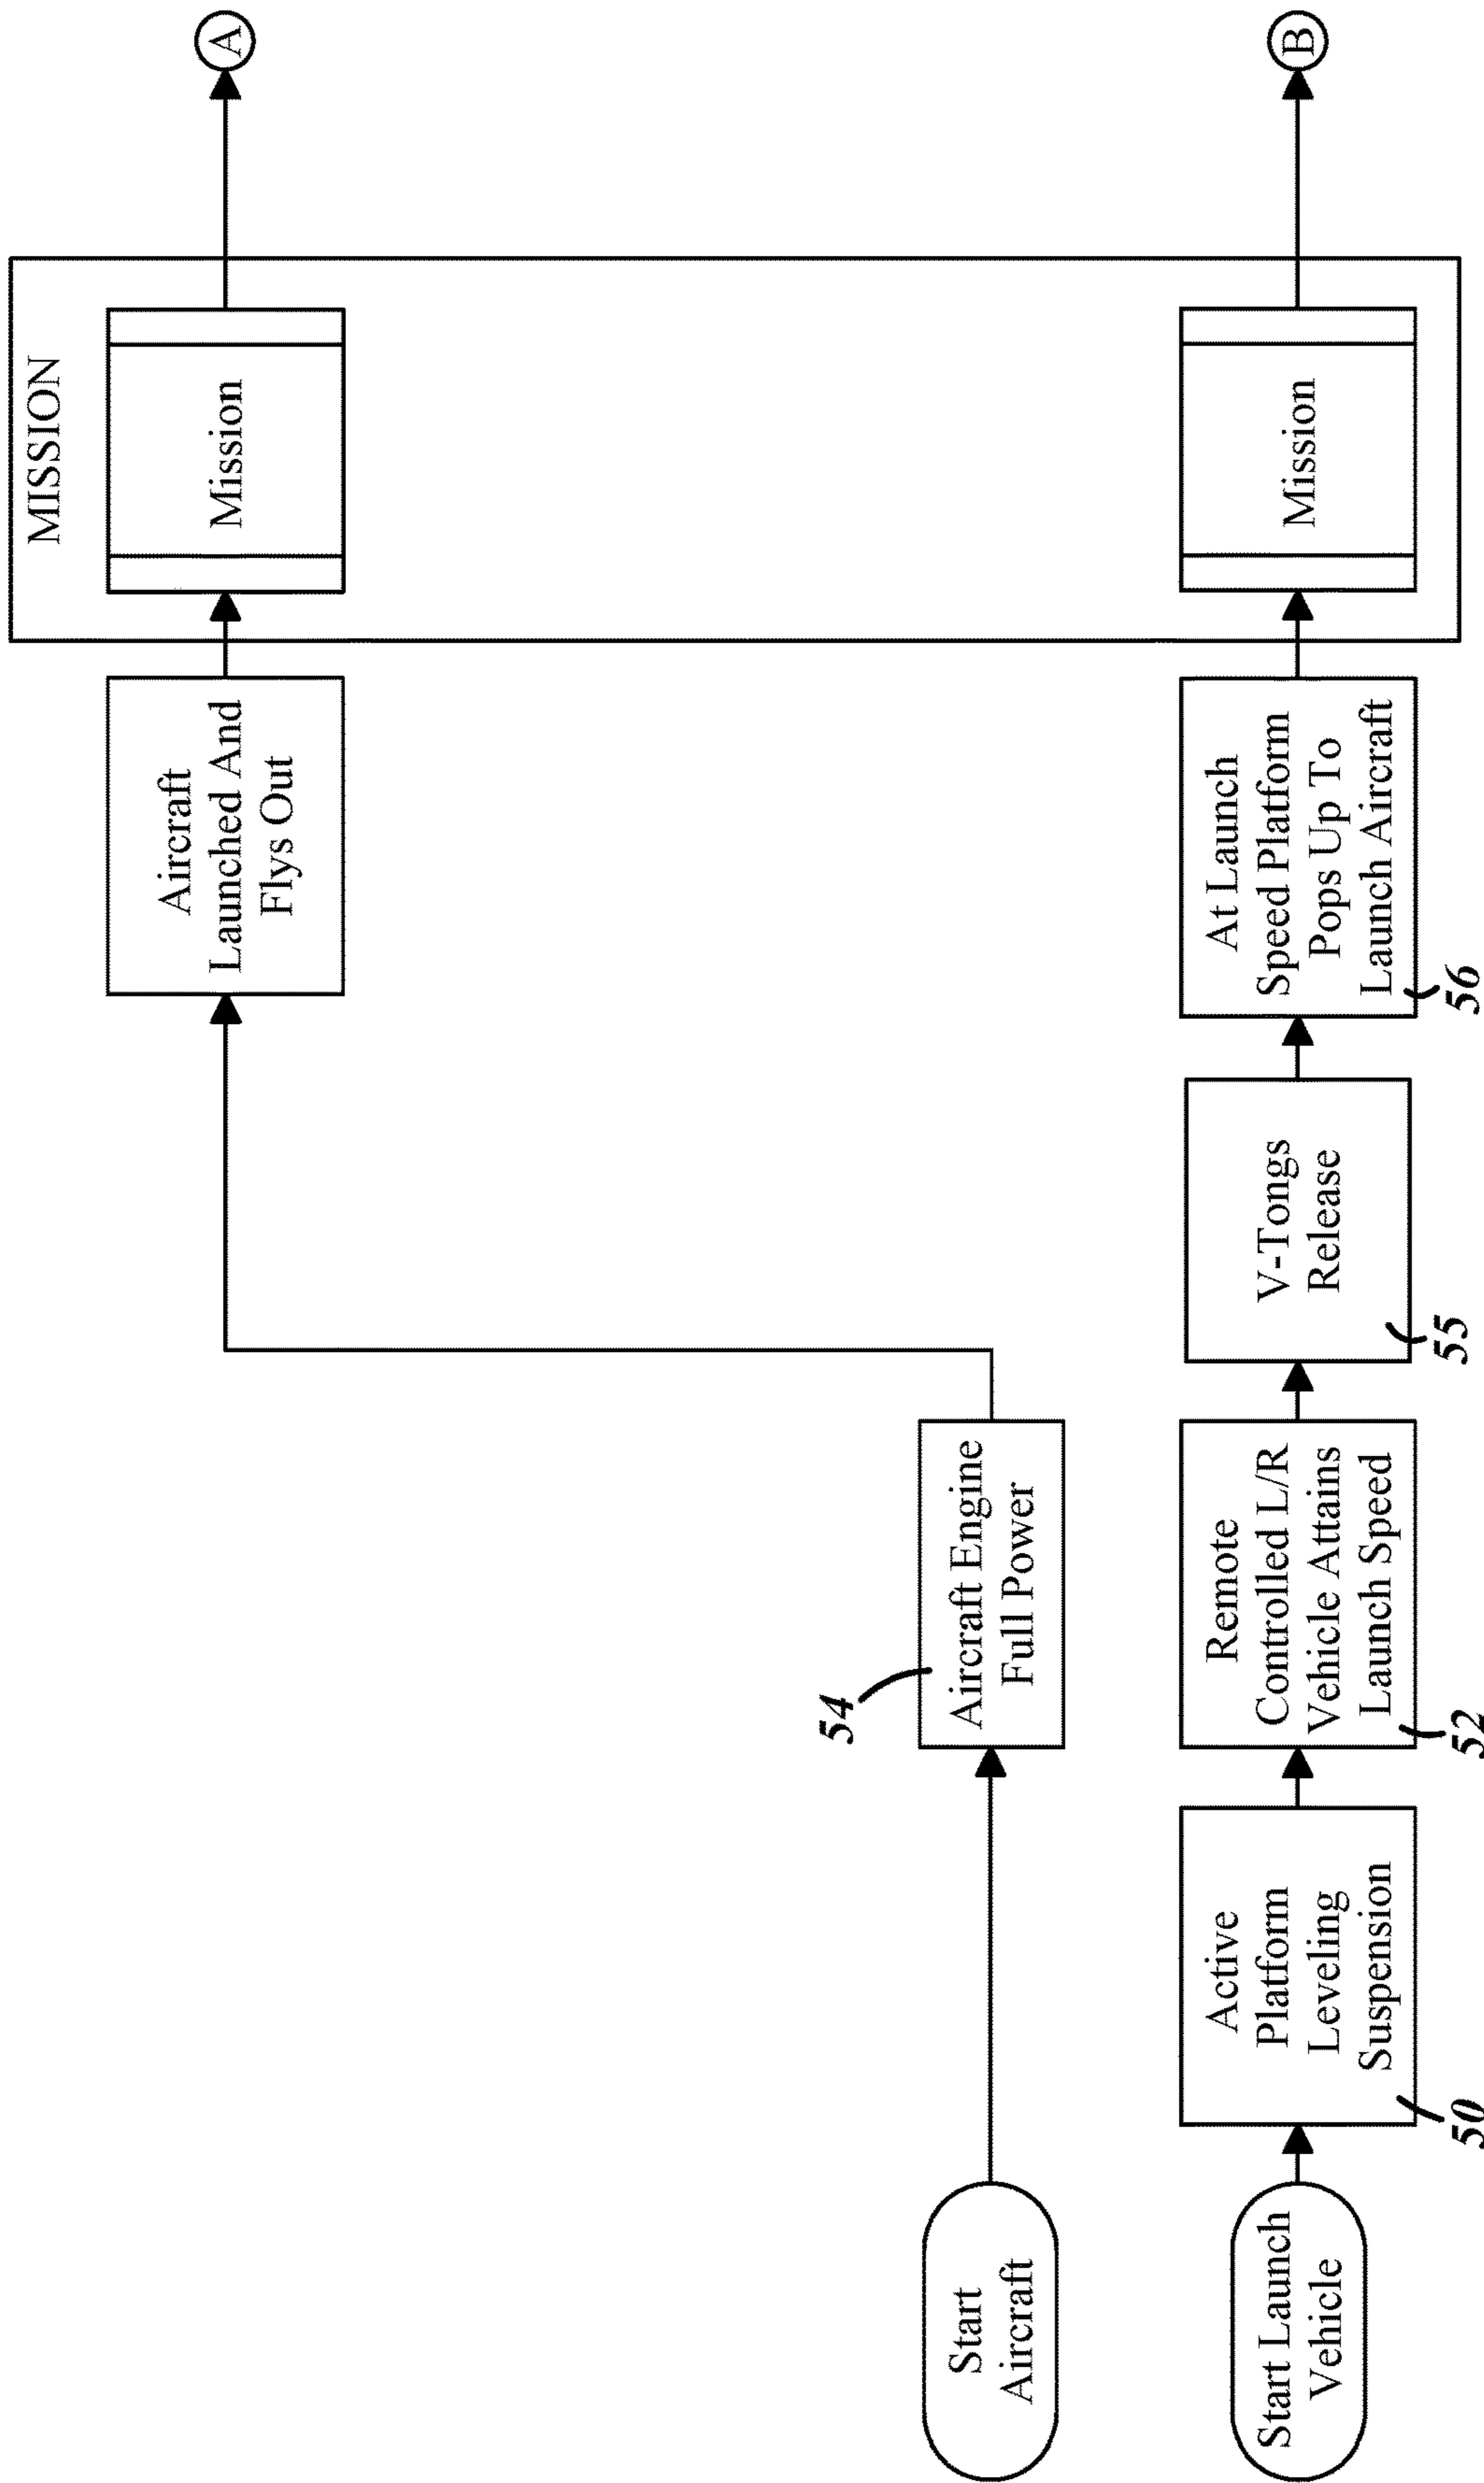 MISSION
Start
Aircraft
54
Aircraft Engine
Full Power
Aircraft
Launched And
Flys Out
Mission
A
Start Launch
Vehicle
Active
Platform
Leveling
Suspension
50
Remote
Controlled L/R
Vehicle Attains
Launch Speed
52
V-Tongs
Release
55
At Launch
Speed Platform
Pops Up To
Launch Aircraft
56
Mission
B